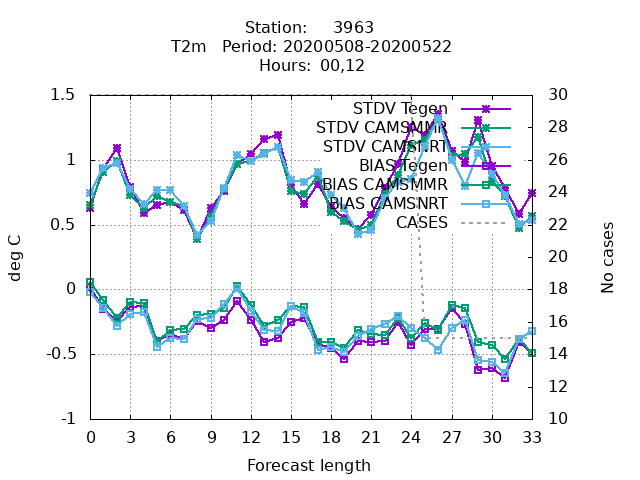 Station: 3963
T2m Period: 20200508-20200522
Hours: 00,12
STDV Tegen
STDV CAMSMMR
STDV CAMSNRT
BIAS Tegen
BIAS CAMSMMR
BIAS CAMSNRT
CASES
1.5
1
0.5
0
-0.5
-1
deg C
30
28
26
24
22
20
18
16
14
12
10
No cases
0 3 6 9 12 15 18 21 24 27 30 33
Forecast length